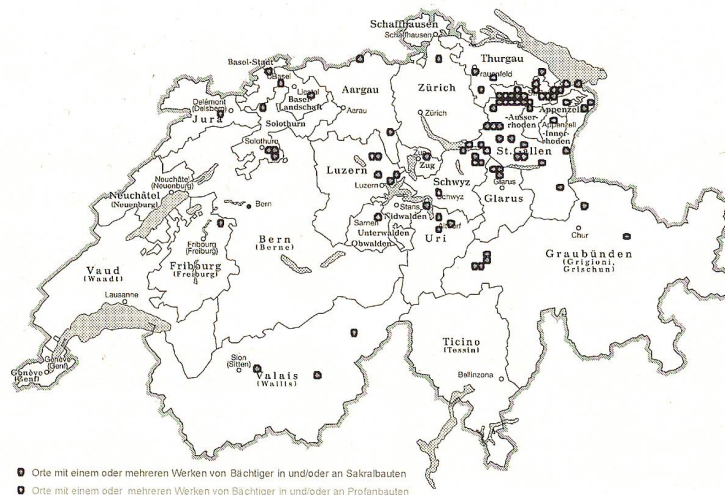 Schaffhausen
Schaffhausen
Thurgau
Frauenfeld
Basel-Stadt
Basel
Liestal
Basel-
Landschaft
Aargau
Aarau
Zürich
Zürich
Delémont
(Delsberg)
Jura
Solothurn
Solothurn
Appenzell
-Ausser-
rhoden
Appenzell
-Inner-
rhoden
St.Gallen
Luzern
Luzern
Zug
Schwyz
Schwyz
Glarus
Glarus
Neuchâtel
(Neuenburg)
Neuchâtel
(Neuenburg)
Bern
Stans
Nidwalden
Sarnen
Unterwalden
Obwalden
Altdorf
Uri
Bern
(Berne)
Fribourg
(Freiburg)
Fribourg
(Freiburg)
Chur
Graubünden
(Grigioni,
Grischun)
Vaud
(Waadt)
Lausanne
Ticino
(Tessin)
Bellinzona
Sion
(Sitten)
Valais
(Wallis)
Genève
(Genf)
Genève
(Genf)
Orte mit einem oder mehreren Werken von Bächtiger in und/oder an Sakralbauten
Orte mit einem oder mehreren Werken von Bächtiger in und/oder an Profanbauten